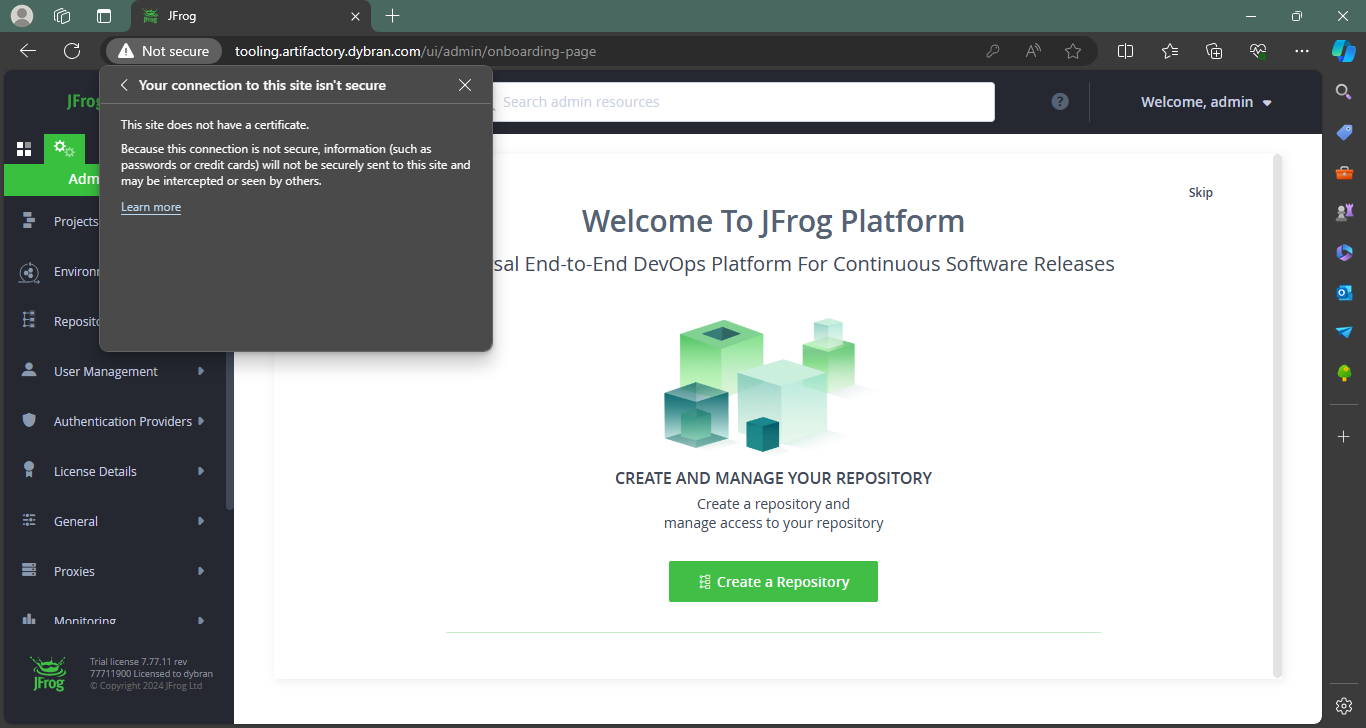 JFrog
Not secure
tooling.artifactory.dybran.com/ui/admin/onboarding-page
Your connection to this site isn't secure
This site does not have a certificate.
Because this connection is not secure, information (such as
passwords or credit cards) will not be securely sent to this site and
may be intercepted or seen by others.
Learn more
JFrog
Search admin resources
?
Welcome, admin
Adm
Projects
Environ
Reposito
User Management
Authentication Providers
License Details
General
Proxies
Monitoring
JFrog
Trial license 7.77.11 rev
77711900 Licensed to dybran
© Copyright 2024 JFrog Ltd
Skip
Welcome To JFrog Platform
sal End-to-End DevOps Platform For Continuous Software Releases
CREATE AND MANAGE YOUR REPOSITORY
Create a repository and
manage access to your repository
Create a Repository